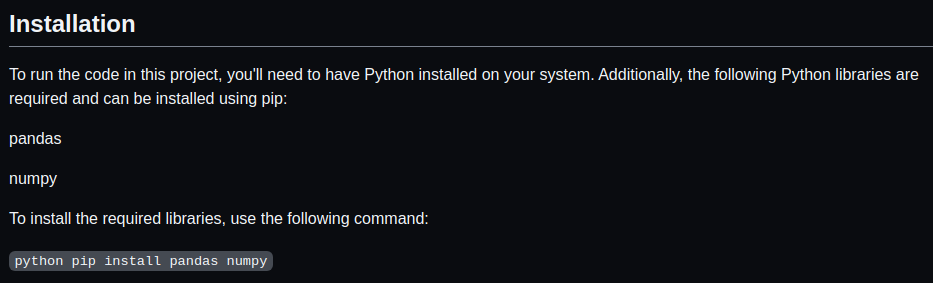 Installation
To run the code in this project, you'll need to have Python installed on your system. Additionally, the following Python libraries are
required and can be installed using pip:
pandas
numpy
To install the required libraries, use the following command:
python pip install pandas numpy